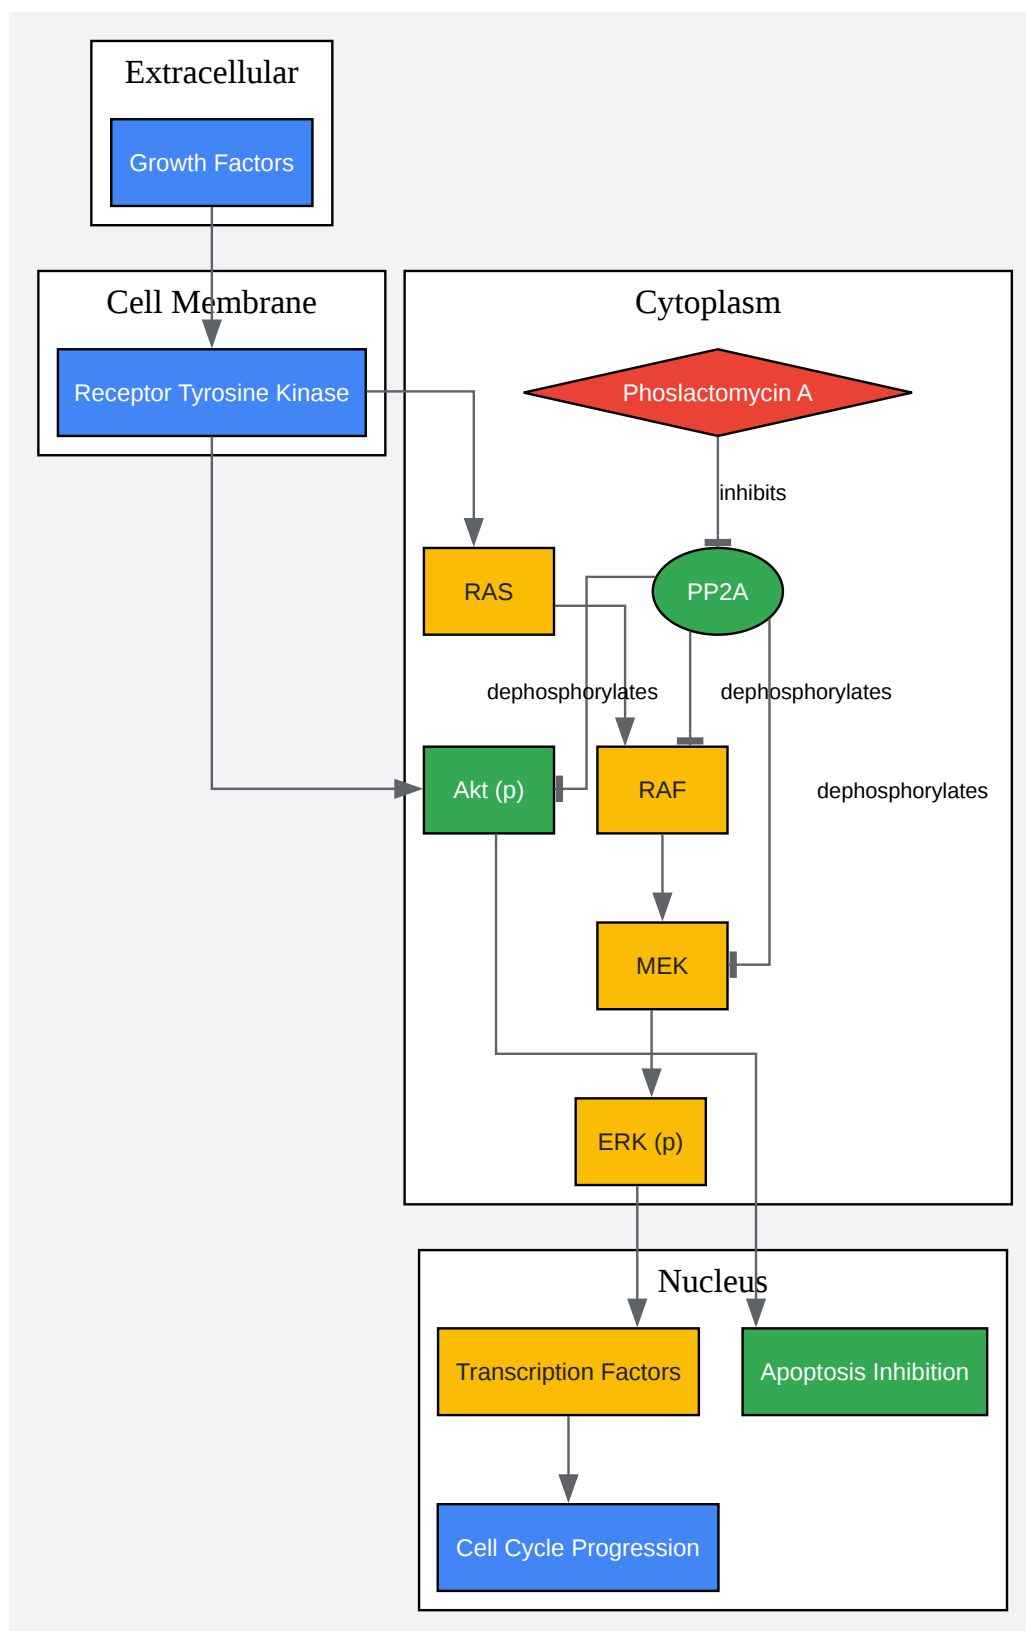 Extracellular
Growth Factors
Cell Membrane
Receptor Tyrosine Kinase
Cytoplasm
Phoslactomycin A
inhibits
RAS
PP2A
dephosphorylates
dephosphorylates
Akt (p)
RAF
dephosphorylates
MEK
ERK (p)
Nucleus
Transcription Factors
Apoptosis Inhibition
Cell Cycle Progression